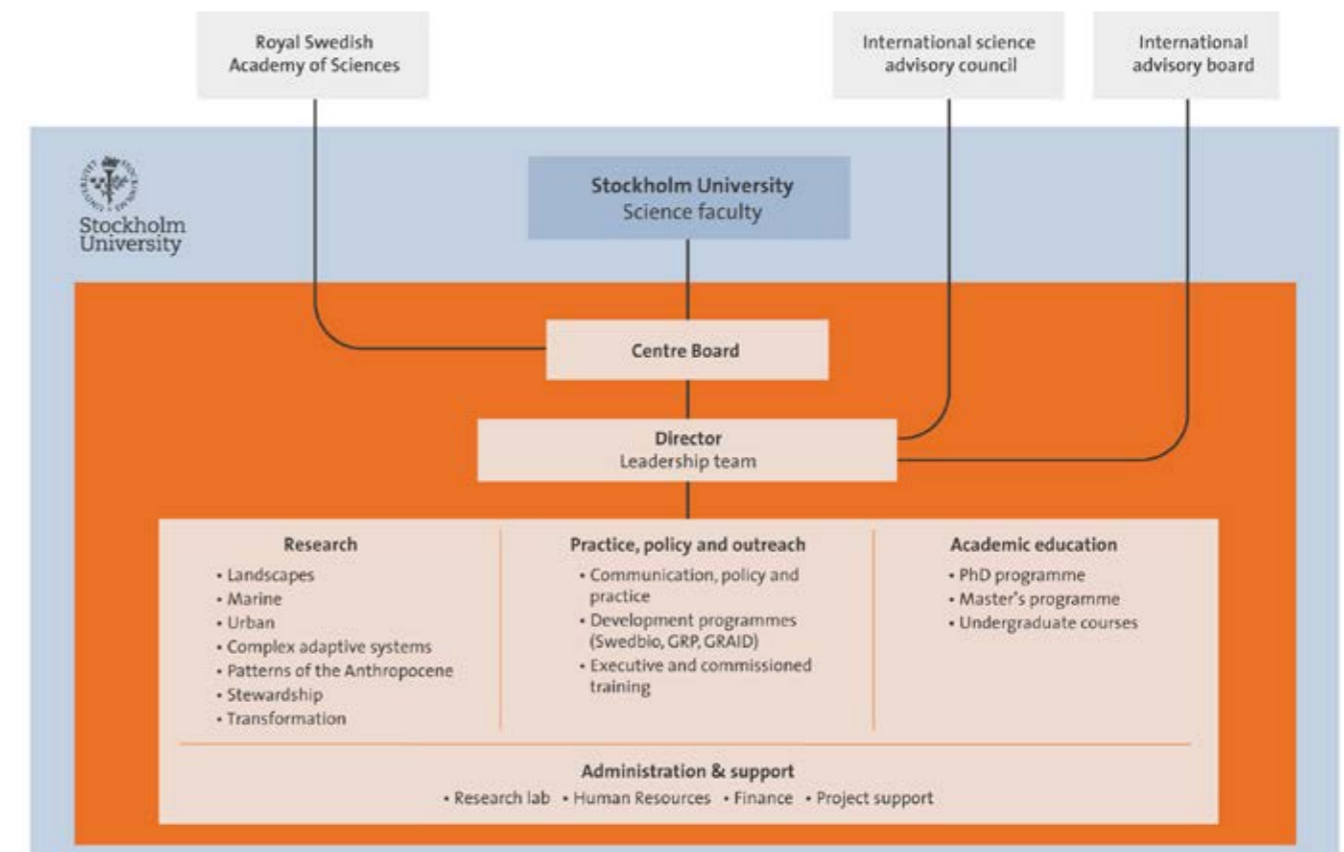 Royal Swedish
Academy of Sciences
International science
advisory council
International
advisory board
Stockholm
University
Stockholm University
Science faculty
Centre Board
Director
Leadership team
Research
• Landscapes
• Marine
• Urban
• Complex adaptive systems
• Patterns of the Anthropocene
• Stewardship
• Transformation
Practice, policy and outreach
• Communication, policy and
practice
• Development programmes
(Swedbio, GRP, GRAID)
• Executive and commissioned
training
Academic education
• PhD programme
• Master's programme
• Undergraduate courses
Administration & support
• Research lab • Human Resources • Finance • Project support